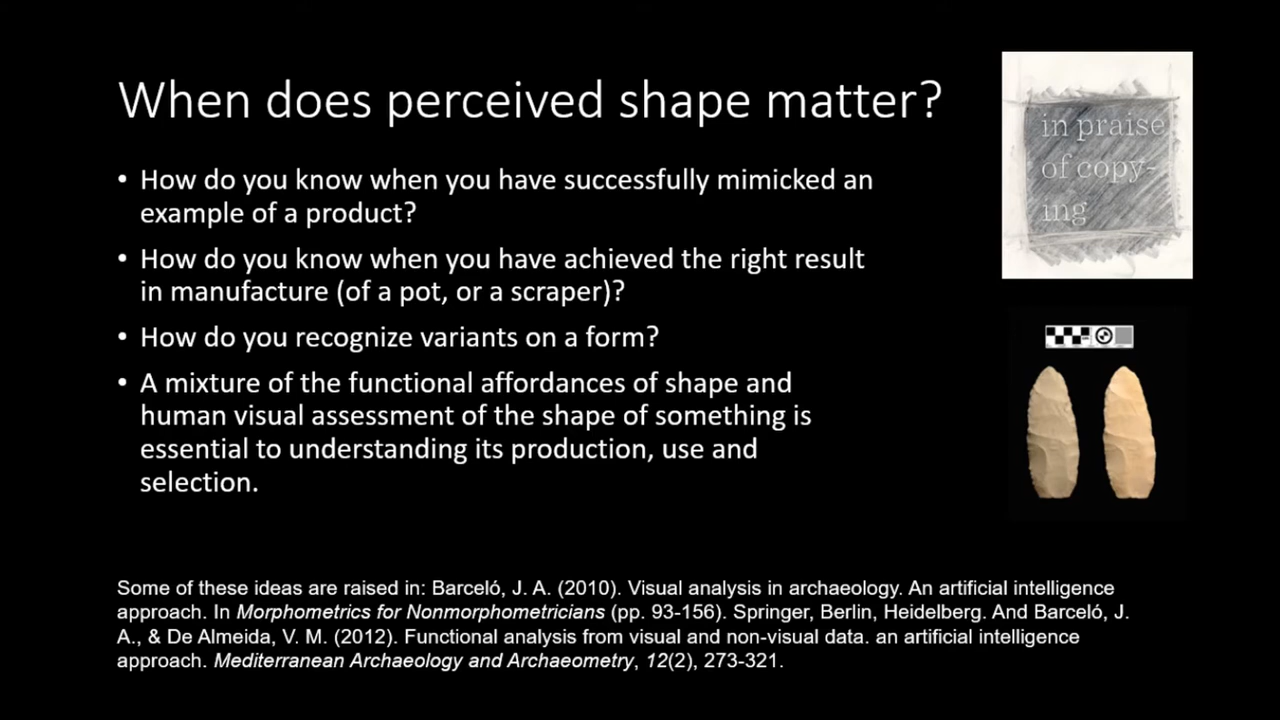 When does perceived shape matter?
• How do you know when you have successfully mimicked an
example of a product?
• How do you know when you have achieved the right result
in manufacture (of a pot, or a scraper)?
• How do you recognize variants on a form?
• A mixture of the functional affordances of shape and
human visual assessment of the shape of something is
essential to understanding its production, use and
selection.
in praise
of copy-
ing
Some of these ideas are raised in: Barceló, J. A. (2010). Visual analysis in archaeology. An artificial intelligence
approach. In Morphometrics for Nonmorphometricians (pp. 93-156). Springer, Berlin, Heidelberg. And Barceló, J.
A., & De Almeida, V. M. (2012). Functional analysis from visual and non-visual data. an artificial intelligence
approach. Mediterranean Archaeology and Archaeometry, 12(2), 273-321.